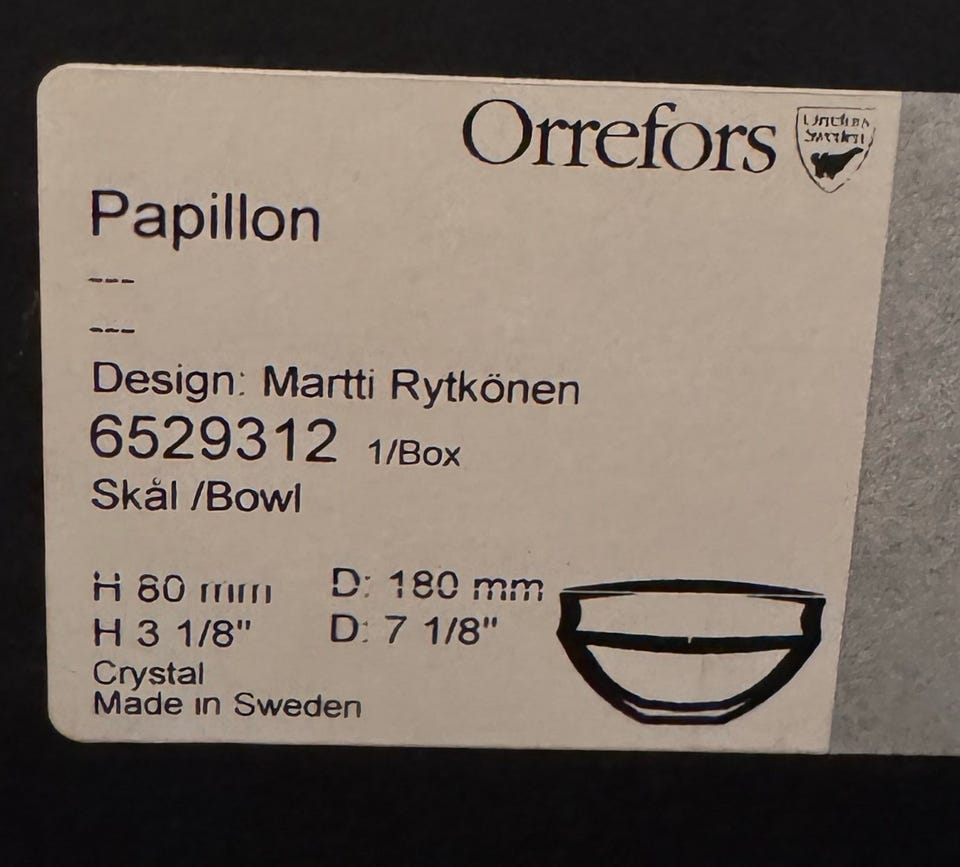 Orrefors
Papillon
---
---
Design: Martti Rytkönen
6529312 1/Box
Skål /Bowl
H 80 mm D: 180 mm
H 3 1/8" D: 7 1/8"
Crystal
Made in Sweden